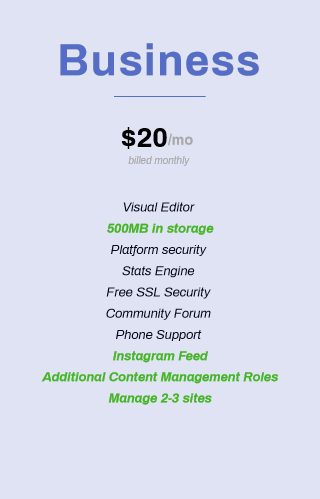 Business
$20/mo
billed monthly
Visual Editor
500MB in storage
Platform security
Stats Engine
Free SSL Security
Community Forum
Phone Support
Instagram Feed
Additional Content Management Roles
Manage 2-3 sites